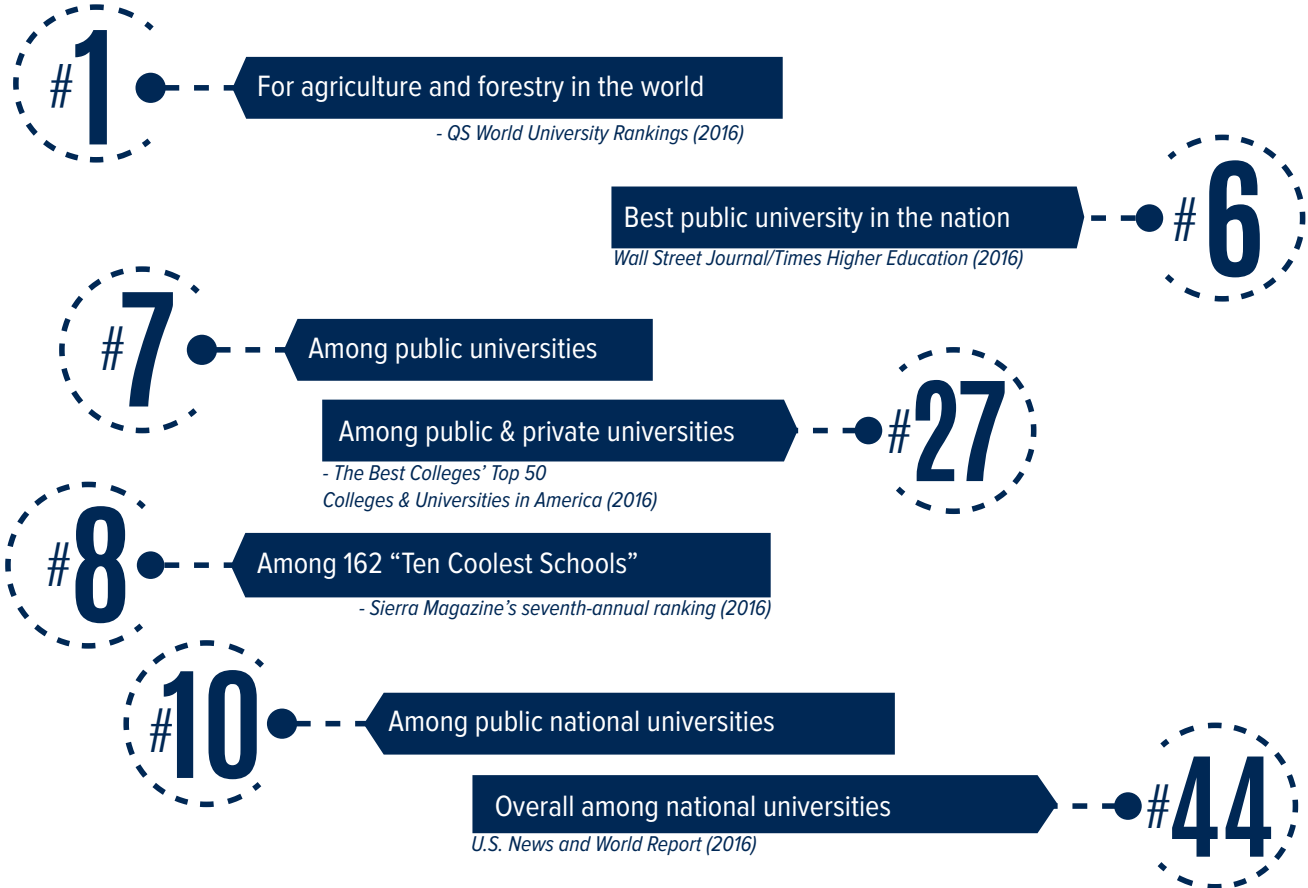 #1
For agriculture and forestry in the world
- QS World University Rankings (2016)
Best public university in the nation
#6
Wall Street Journal/Times Higher Education (2016)
#7
Among public universities
Among public & private universities
#27
- The Best Colleges’ Top 50
Colleges & Universities in America (2016)
#8
Among 162 “Ten Coolest Schools”
- Sierra Magazine’s seventh-annual ranking (2016)
#10
Among public national universities
Overall among national universities
#44
U.S. News and World Report (2016)